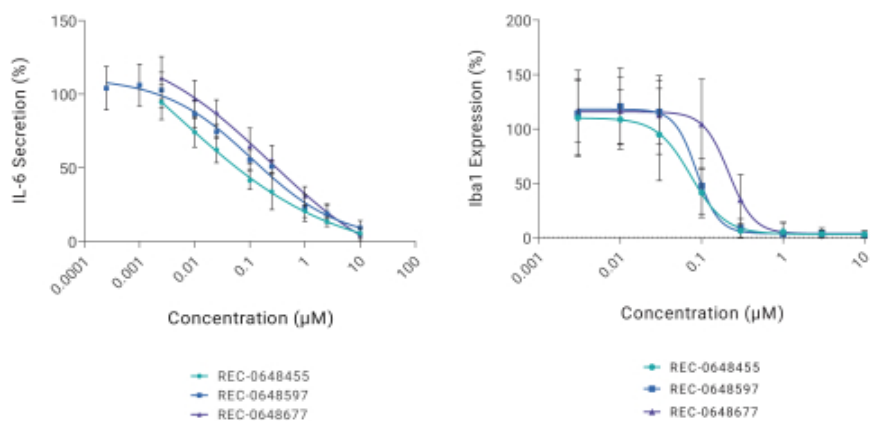 150
100
50
0
IL-6 Secretion (%)
0.0001
0.001
0.01
0.1
1
10
100
Concentration (µM)
REC-0648455
REC-0648597
REC-0648677
200
150
100
50
0
Iba1 Expression (%)
0.001
0.01
0.1
1
10
Concentration (µM)
REC-0648455
REC-0648597
REC-0648677